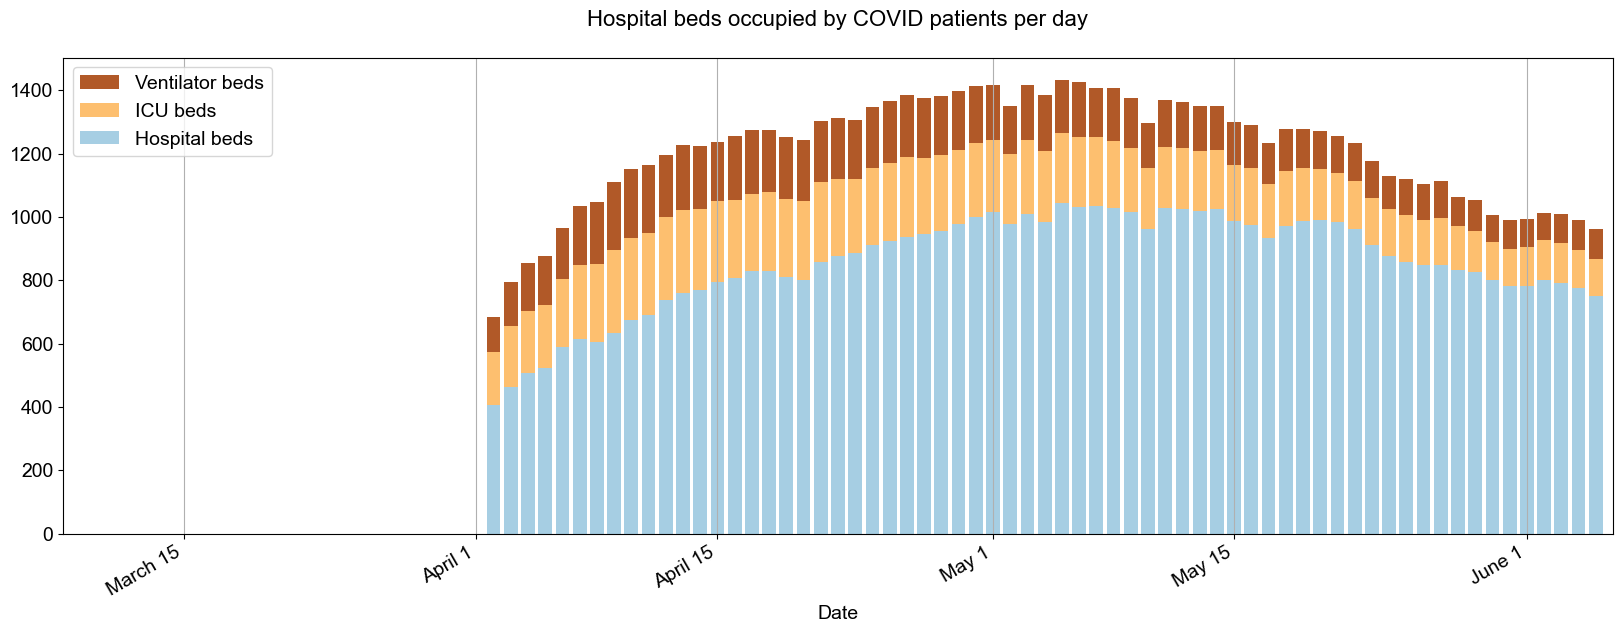 Hospital beds occupied by COVID patients per day
Ventilator beds
ICU beds
Hospital beds
1400
1200
1000
800
600
400
200
0
March 15
April 1
April 15
May 1
May 15
June 1
Date